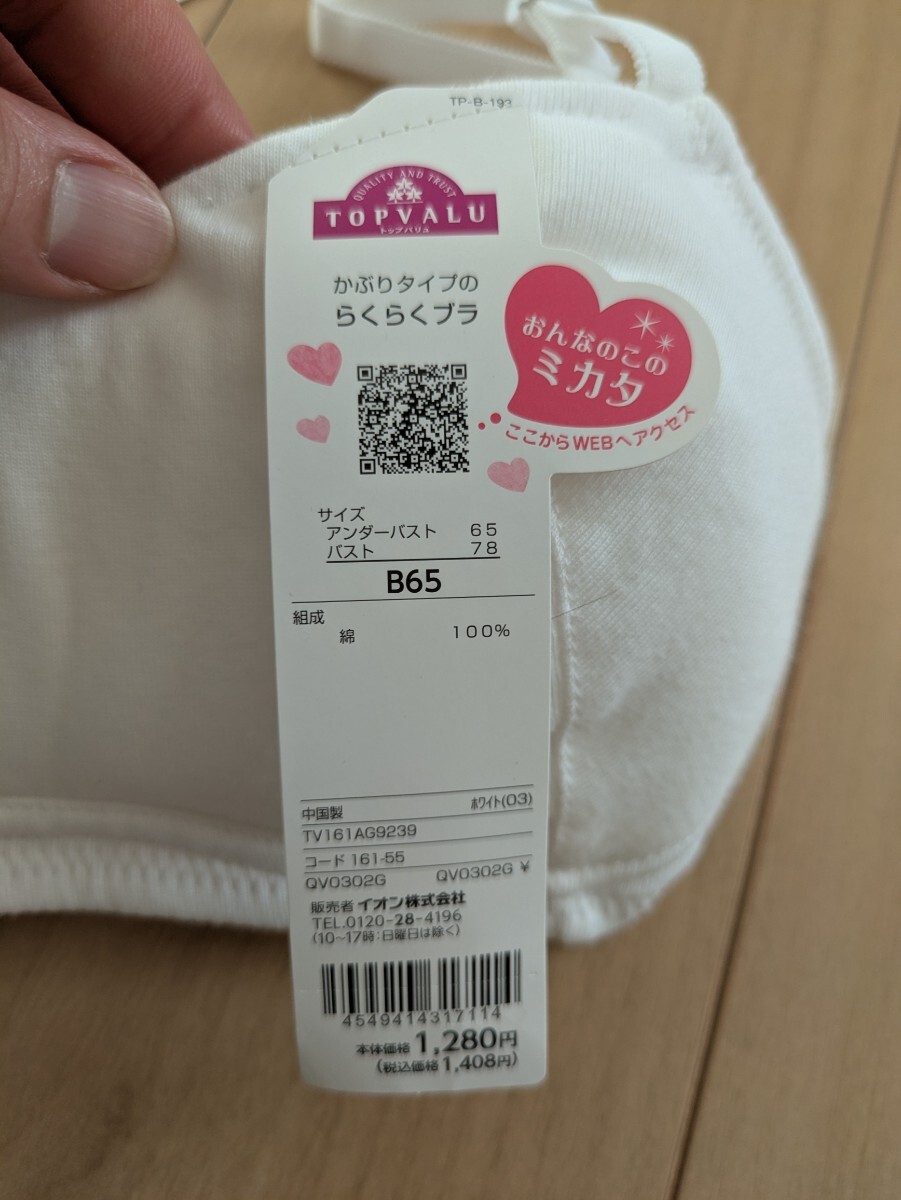 TP-B-193
QUALITY AND TRUST
TOPVALU
トップバリュ
かぶりタイプの
らくらくブラ
おんなのこの
ミカタ
ここからWEBへアクセス
サイズ
アンダーバスト 65
バスト 78
B65
組成
綿 100%
中国製 ホワイト(03)
TV161AG9239
コード 161-55
QV0302G QV0302G ¥
販売者 イオン株式会社
TEL.0120-28-4196
(10~17時:日曜日は除く)
4549414317114
本体価格 1,280円
(税込価格 1,408円)